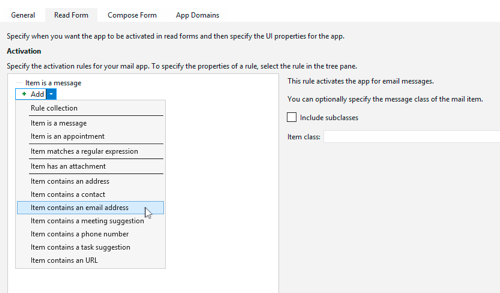 General Read Form Compose Form App Domains
Specify when you want the app to be activated in read forms and then specify the UI properties for the app.
Activation
Specify the activation rules for your mail app. To specify the properties of a rule, select the rule in the tree pane.
Item is a message
+ Add
Rule collection
Item is a message
Item is an appointment
Item matches a regular expression
Item has an attachment
Item contains an address
Item contains a contact
Item contains an email address
Item contains a meeting suggestion
Item contains a phone number
Item contains a task suggestion
Item contains an URL
This rule activates the app for email messages.
You can optionally specify the message class of the mail item.
Include subclasses
Item class: